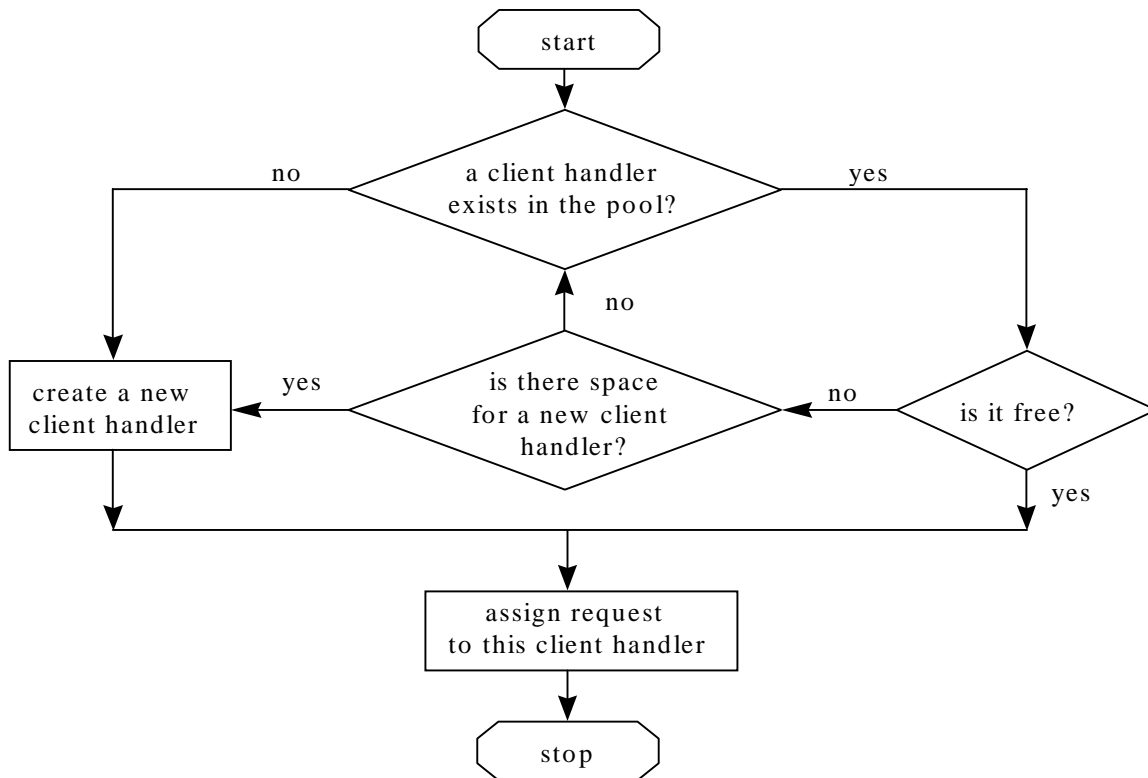 start
a client handler
exists in the pool?
no
yes
no
is there space
for a new client
handler?
yes
create a new
client handler
no
is it free?
yes
assign request
to this client handler
stop